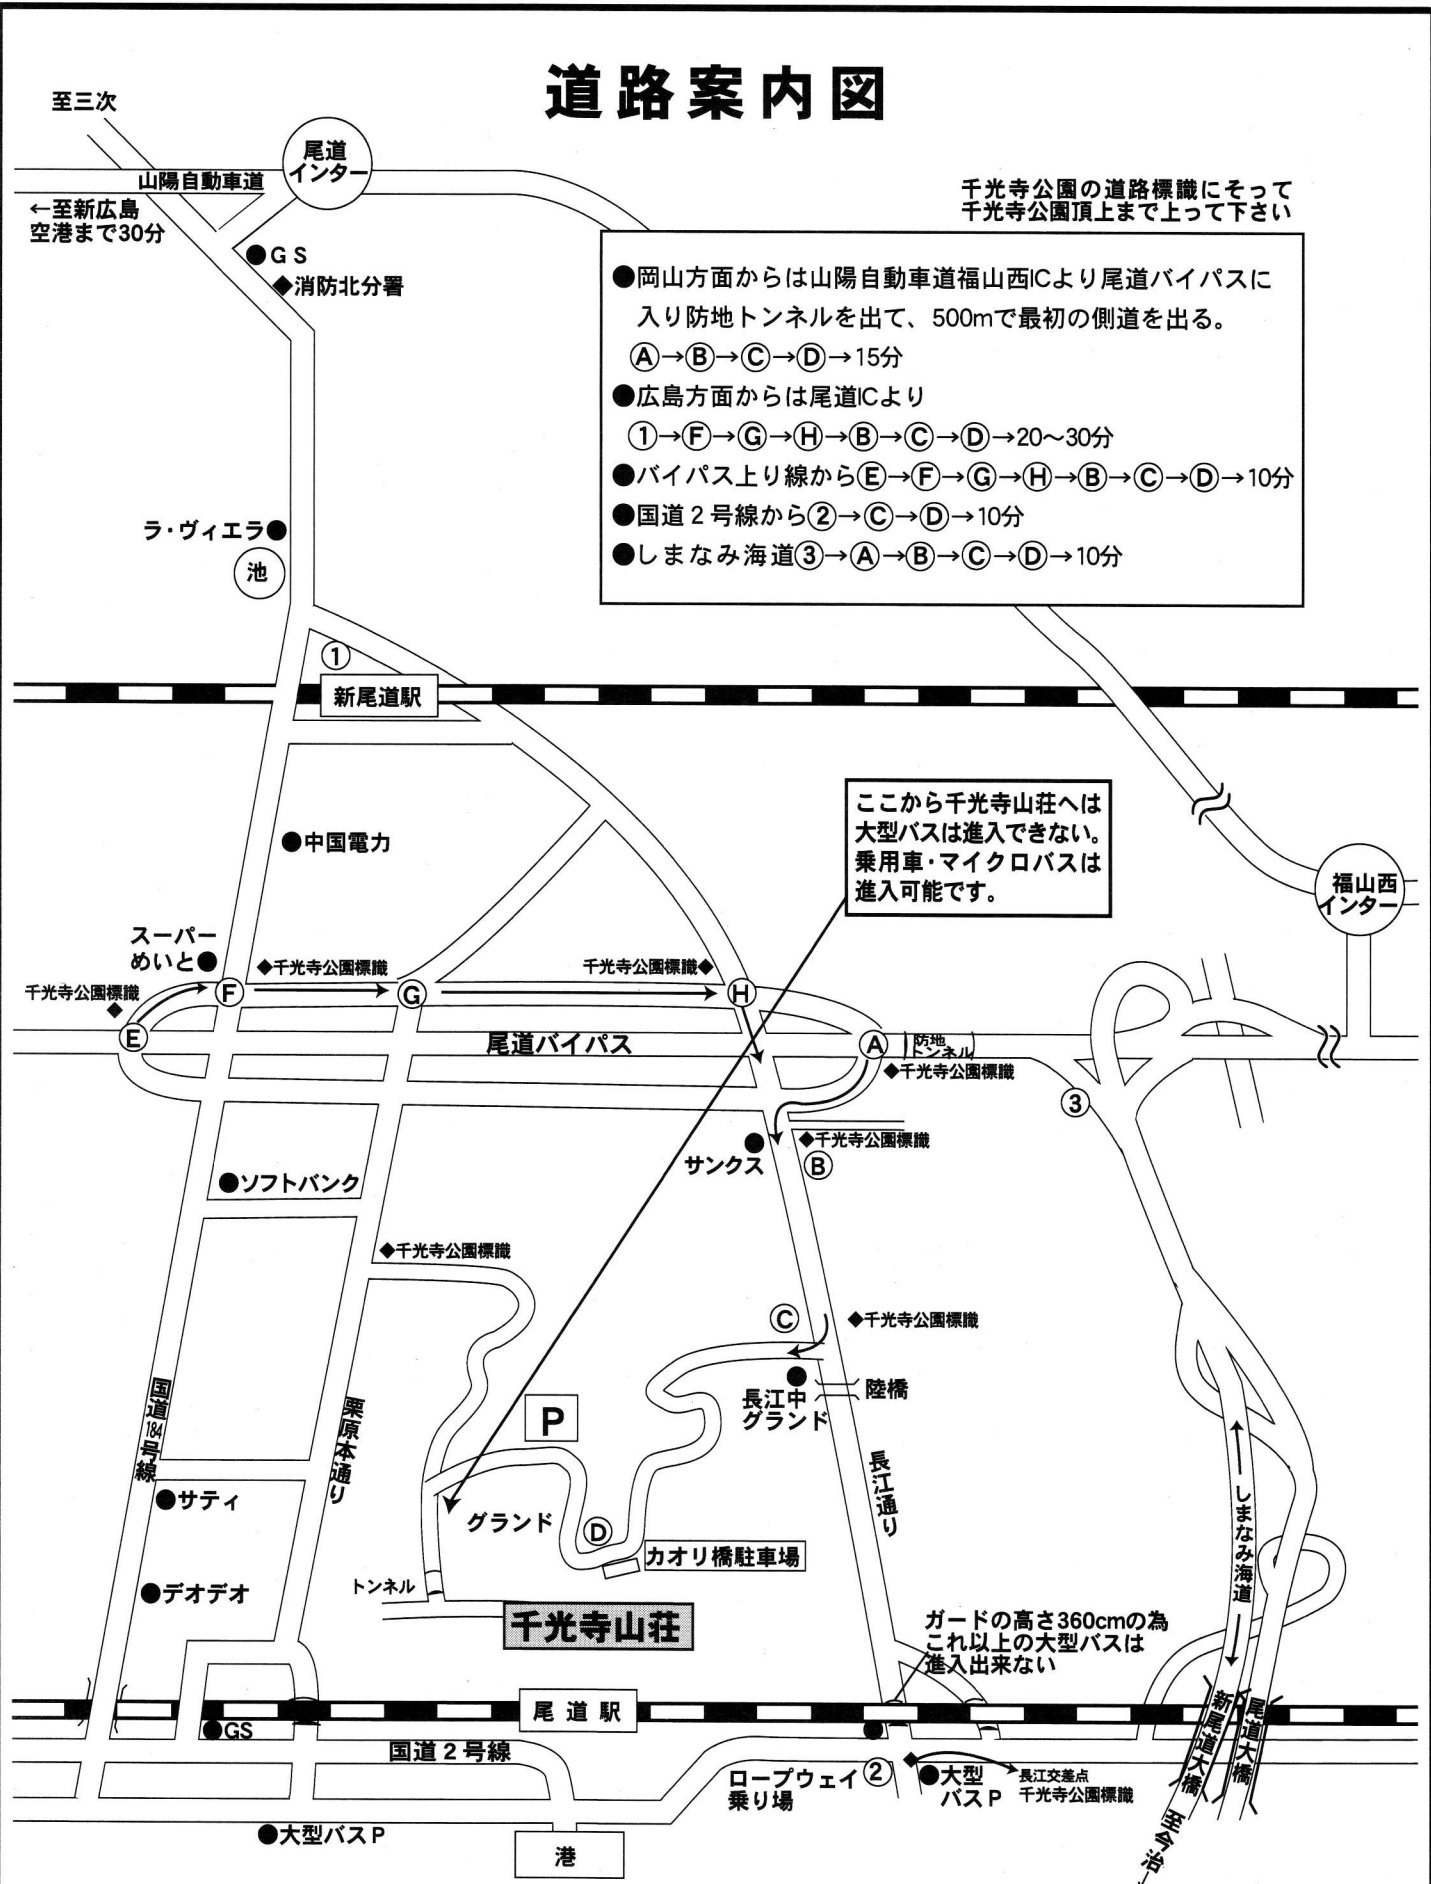 道路案内図
至三次
尾道
インター
山陽自動車道
←至新広島
空港まで30分
千光寺公園の道路標識にそって
千光寺公園頂上まで上って下さい
●GS
◆消防北分署
●岡山方面からは山陽自動車道福山西ICより尾道バイパスに
入り防地トンネルを出て、500mで最初の側道を出る。
Ⓐ→Ⓑ→Ⓒ→Ⓓ→15分
●広島方面からは尾道ICより
①→Ⓕ→Ⓖ→Ⓗ→Ⓑ→Ⓒ→Ⓓ→20〜30分
●バイパス上り線からⒺ→Ⓕ→Ⓖ→Ⓗ→Ⓑ→Ⓒ→Ⓓ→10分
●国道2号線から②→Ⓒ→Ⓓ→10分
●しまなみ海道③→Ⓐ→Ⓑ→Ⓒ→Ⓓ→10分
ラ・ヴィエラ●
池
①
新尾道駅
ここから千光寺山荘へは
大型バスは進入できない。
乗用車・マイクロバスは
進入可能です。
●中国電力
福山西
インター
スーパー
めいと●
◆千光寺公園標識
千光寺公園標識◆
千光寺公園標識
◆
Ⓕ
Ⓖ
Ⓗ
Ⓔ
尾道バイパス
Ⓐ
防地
トンネル
◆千光寺公園標識
③
◆千光寺公園標識
サンクス
Ⓑ
●ソフトバンク
◆千光寺公園標識
Ⓒ
◆千光寺公園標識
長江中
グランド
陸橋
国道184号線
栗原本通り
P
長江通り
●サティ
グランド
Ⓓ
しまなみ海道
カオリ橋駐車場
トンネル
●デオデオ
千光寺山荘
ガードの高さ360cmの為
これ以上の大型バスは
進入出来ない
尾道駅
新尾道大橋
尾道大橋
●GS
国道2号線
ロープウェイ
乗り場
②
●大型
バスP
長江交差点
千光寺公園標識
●大型バスP
港
至今治